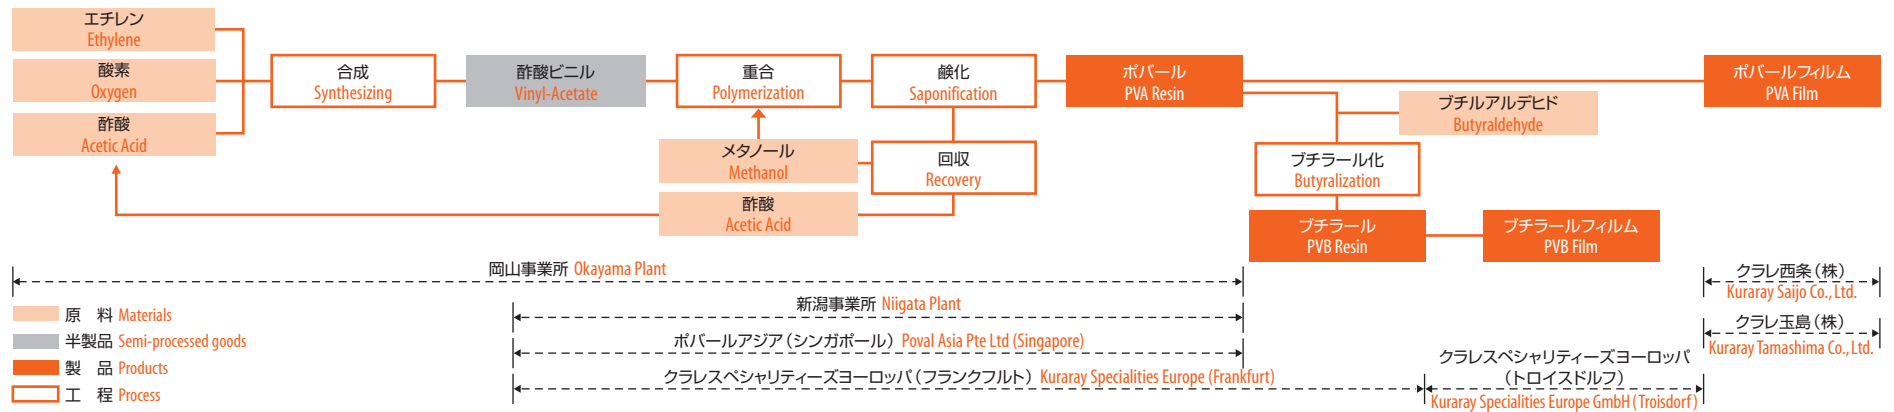 エチレン
Ethylene
酸素
Oxygen
酢酸
Acetic Acid
合成
Synthesizing
酢酸ビニル
Vinyl-Acetate
重合
Polymerization
鹸化
Saponification
ポバール
PVA Resin
ポバールフィルム
PVA Film
ブチルアルデヒド
Butyraldehyde
メタノール
Methanol
回収
Recovery
ブチラール化
Butyralization
酢酸
Acetic Acid
ブチラール
PVB Resin
ブチラールフィルム
PVB Film
岡山事業所 Okayama Plant
クラレ西条(株)
Kuraray Saijo Co., Ltd.
新潟事業所 Niigata Plant
クラレ玉島(株)
Kuraray Tamashima Co., Ltd.
ポバールアジア(シンガポール) Poval Asia Pte Ltd (Singapore)
クラレスペシャリティーズヨーロッパ(フランクフルト) Kuraray Specialities Europe (Frankfurt)
クラレスペシャリティーズヨーロッパ
(トロイスドルフ)
Kuraray Specialities Europe GmbH (Troisdorf)
原 料 Materials
半製品 Semi-processed goods
製 品 Products
工 程 Process